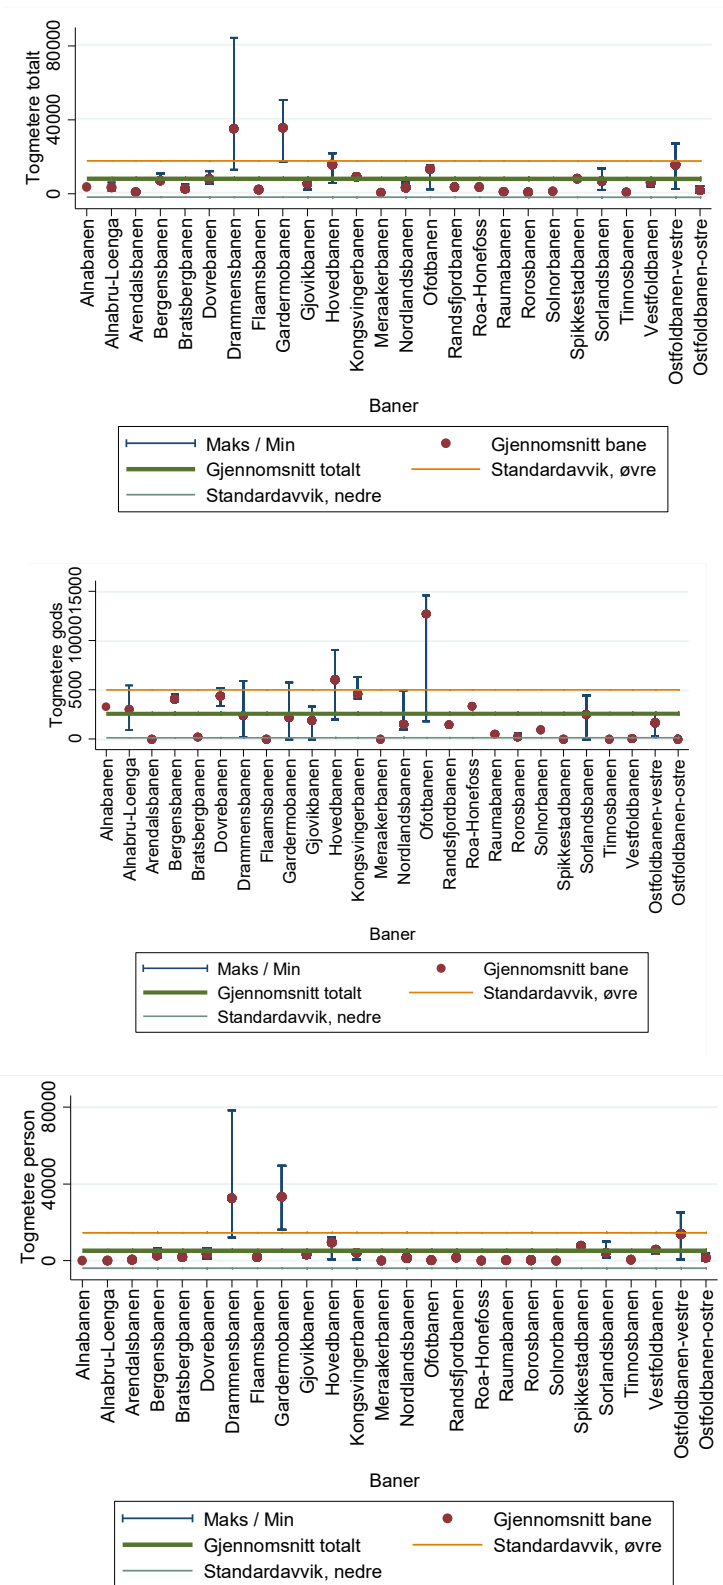 Togmetere totalt
80000
40000
0
Alnabanen
Alnabru-Loenga
Arendalsbanen
Bergensbanen
Bratsbergbanen
Dovrebanen
Drammensbanen
Flaamsbanen
Gardermobanen
Gjovikbanen
Hovedbanen
Kongsvingerbanen
Meraakerbanen
Nordlandsbanen
Ofotbanen
Randsfjordbanen
Roa-Honefoss
Raumabanen
Rorosbanen
Solnorbanen
Spikkestadbanen
Sorlandsbanen
Tinnosbanen
Vestfoldbanen
Ostfoldbanen-vestre
Ostfoldbanen-ostre
Baner
Maks / Min
Gjennomsnitt bane
Gjennomsnitt totalt
Standardavvik, øvre
Standardavvik, nedre
Togmetere gods
15000
10000
5000
0
Alnabanen
Alnabru-Loenga
Arendalsbanen
Bergensbanen
Bratsbergbanen
Dovrebanen
Drammensbanen
Flaamsbanen
Gardermobanen
Gjovikbanen
Hovedbanen
Kongsvingerbanen
Meraakerbanen
Nordlandsbanen
Ofotbanen
Randsfjordbanen
Roa-Honefoss
Raumabanen
Rorosbanen
Solnorbanen
Spikkestadbanen
Sorlandsbanen
Tinnosbanen
Vestfoldbanen
Ostfoldbanen-vestre
Ostfoldbanen-ostre
Baner
Maks / Min
Gjennomsnitt bane
Gjennomsnitt totalt
Standardavvik, øvre
Standardavvik, nedre
Togmetere person
80000
40000
0
Alnabanen
Alnabru-Loenga
Arendalsbanen
Bergensbanen
Bratsbergbanen
Dovrebanen
Drammensbanen
Flaamsbanen
Gardermobanen
Gjovikbanen
Hovedbanen
Kongsvingerbanen
Meraakerbanen
Nordlandsbanen
Ofotbanen
Randsfjordbanen
Roa-Honefoss
Raumabanen
Rorosbanen
Solnorbanen
Spikkestadbanen
Sorlandsbanen
Tinnosbanen
Vestfoldbanen
Ostfoldbanen-vestre
Ostfoldbanen-ostre
Baner
Maks / Min
Gjennomsnitt bane
Gjennomsnitt totalt
Standardavvik, øvre
Standardavvik, nedre